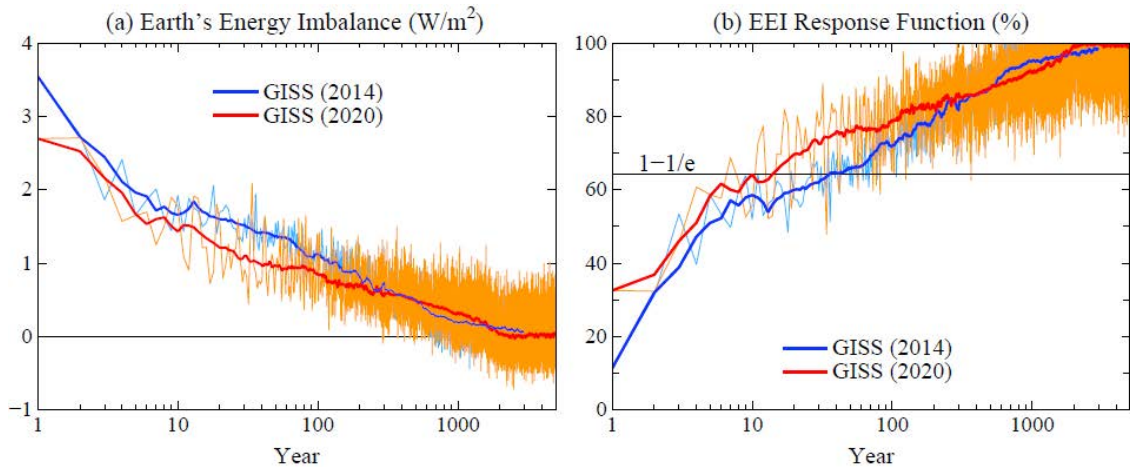 (a) Earth's Energy Imbalance (W/m²)
4
3
2
1
0
−1
GISS (2014)
GISS (2020)
1
10
100
1000
Year
(b) EEI Response Function (%)
100
80
60
40
20
0
1−1/e
GISS (2014)
GISS (2020)
1
10
100
1000
Year